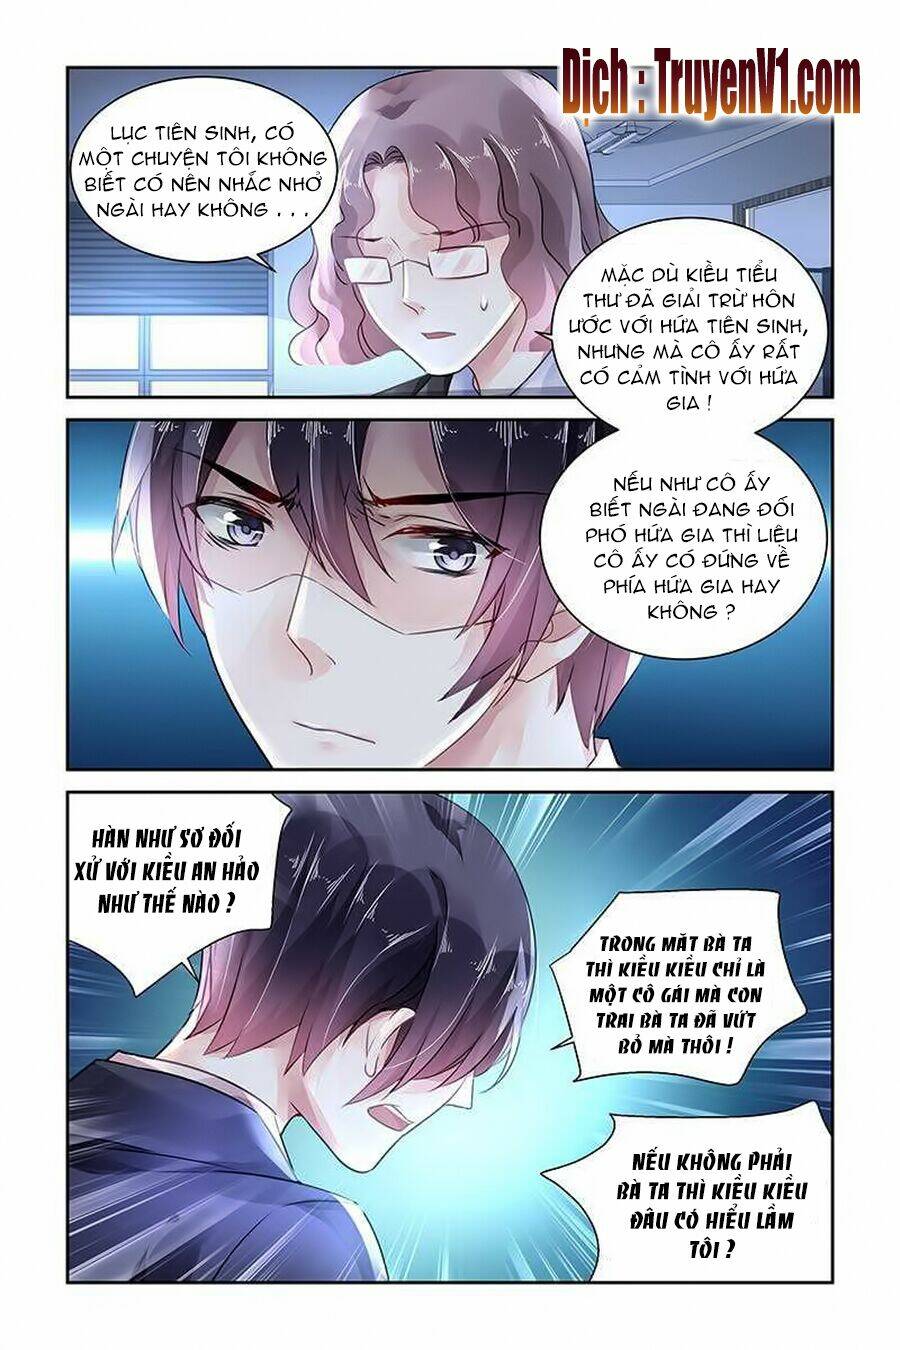 Dịch : TruyenV1.com
LỤC TIÊN SINH, CÓ
MỘT CHUYỆN TÔI KHÔNG
BIẾT CÓ NÊN NHẮC NHỞ
NGÀI HAY KHÔNG . . .
MẶC DÙ KIỀU TIỂU
THƯ ĐÃ GIẢI TRỪ HÔN
ƯỚC VỚI HỨA TIÊN SINH,
NHƯNG MÀ CÔ ẤY RẤT
CÓ CẢM TÌNH VỚI HỨA
GIA !
NẾU NHƯ CÔ ẤY
BIẾT NGÀI ĐANG ĐỐI
PHÓ HỨA GIA THÌ LIỆU
CÔ ẤY CÓ ĐỨNG VỀ
PHÍA HỨA GIA HAY
KHÔNG ?
HÀN NHƯ SƠ ĐỐI
XỬ VỚI KIỀU AN HẢO
NHƯ THẾ NÀO ?
TRONG MẮT BÀ TA
THÌ KIỀU KIỀU CHỈ LÀ
MỘT CÔ GÁI MÀ CON
TRAI BÀ TA ĐÃ VỨT
BỎ MÀ THÔI !
NẾU KHÔNG PHẢI
BÀ TA THÌ KIỀU KIỀU
ĐÂU CÓ HIỂU LẦM
TÔI ?